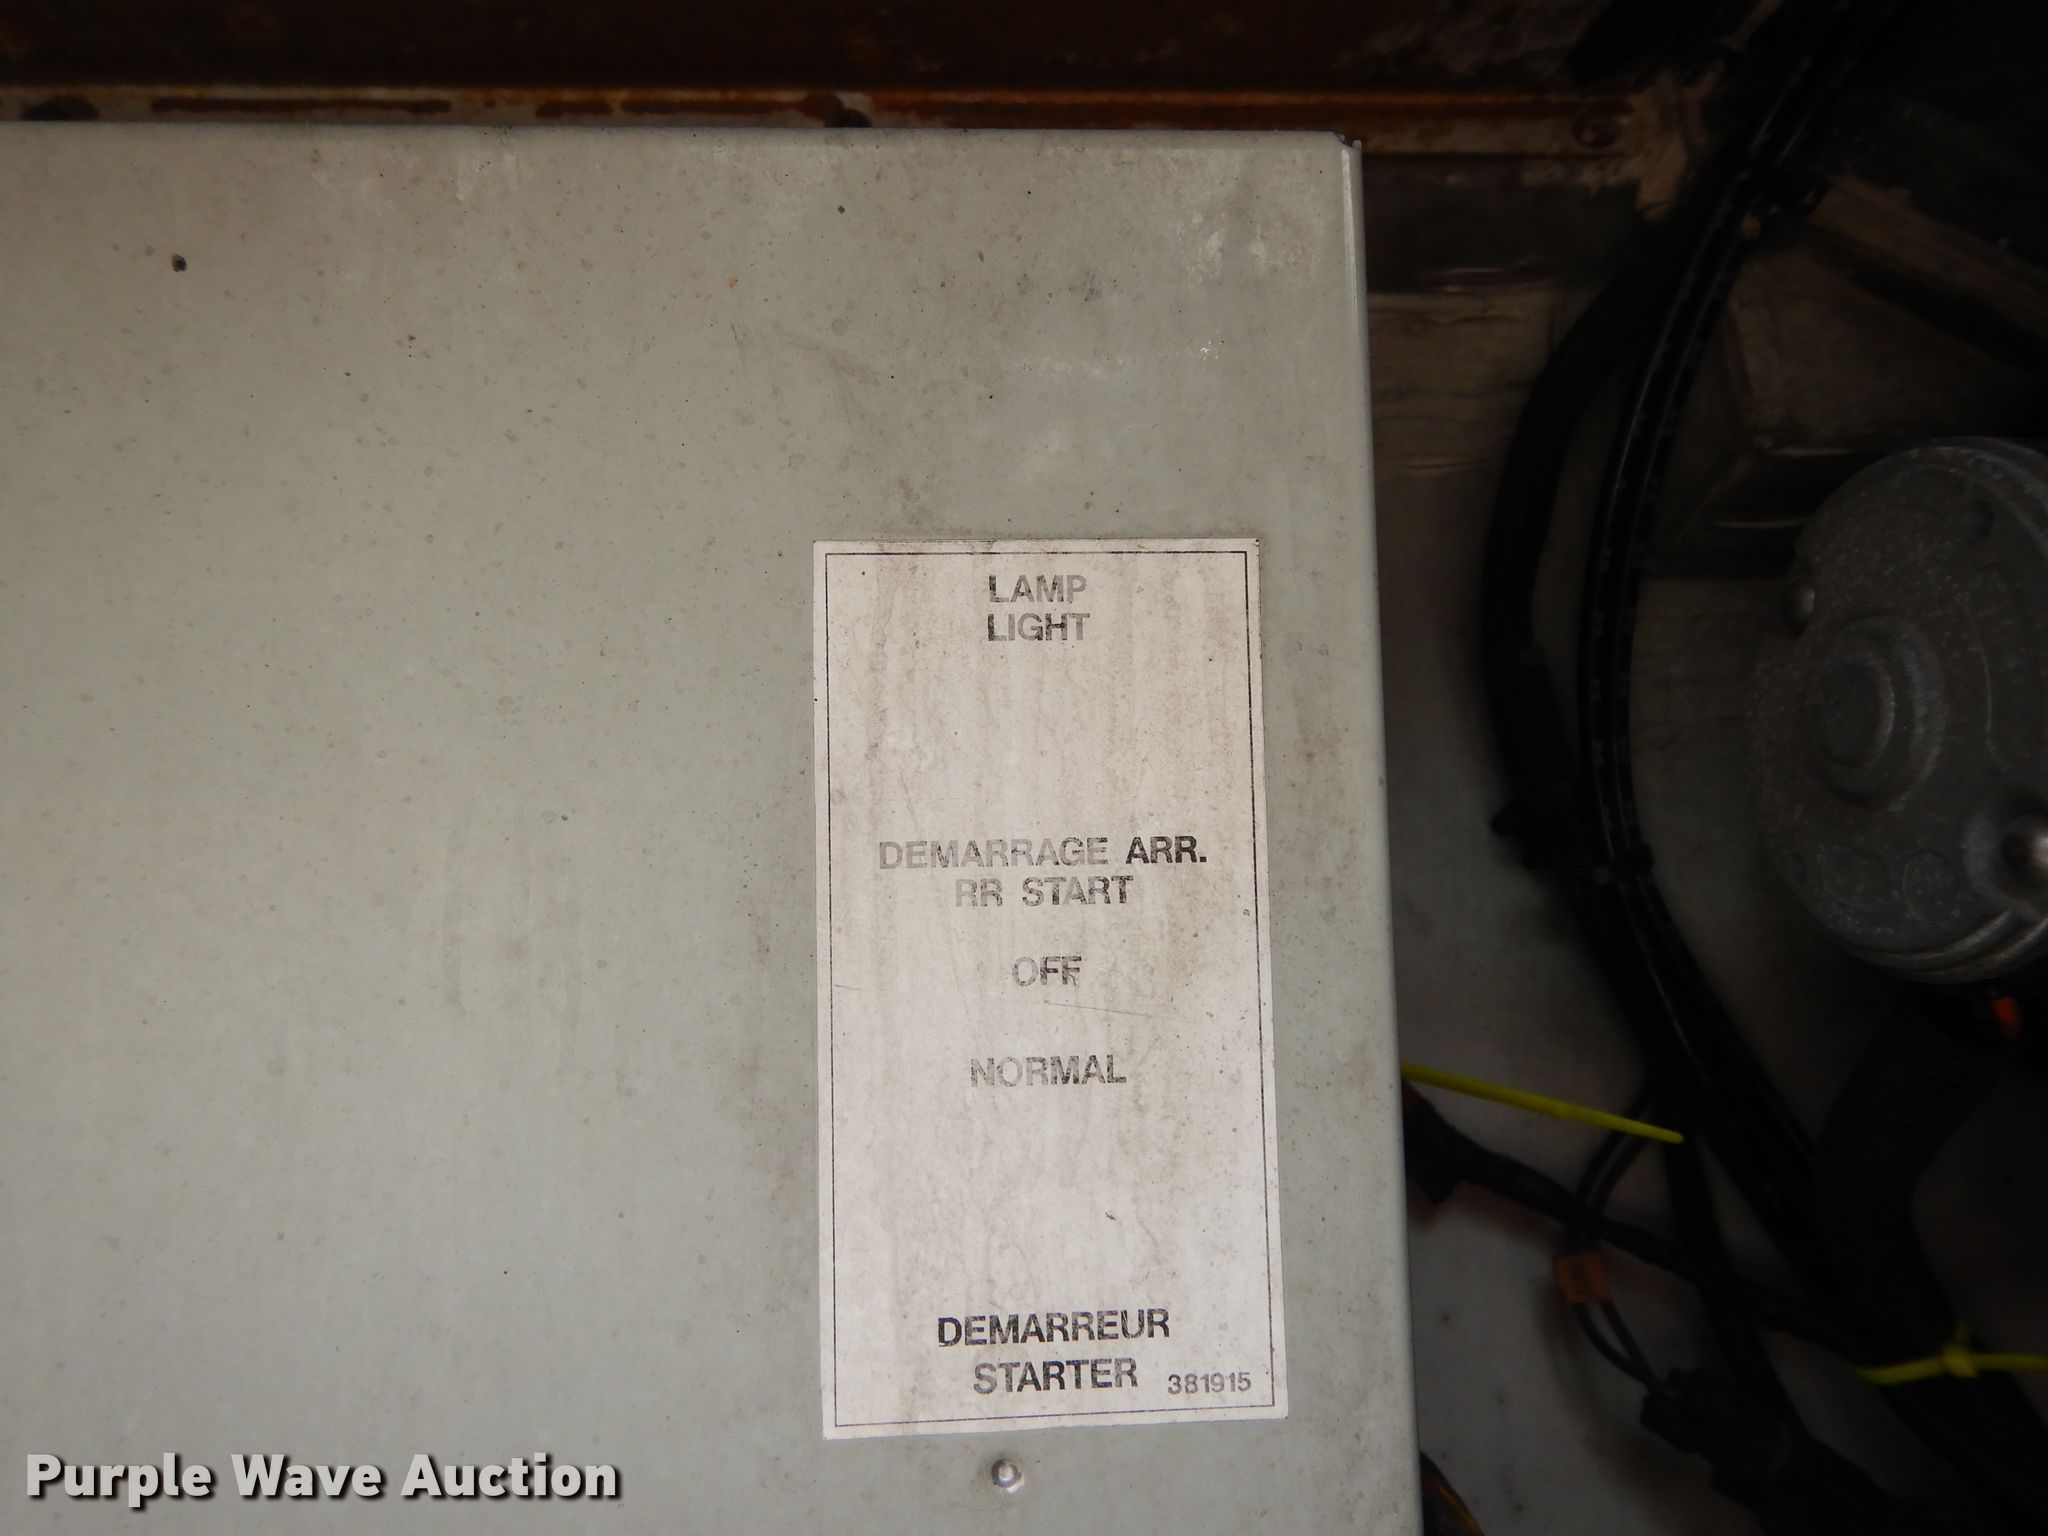 LAMP
LIGHT
DEMARRAGE ARR.
RR START
OFF
NORMAL
DEMARREUR
STARTER 381915
Purple Wave Auction